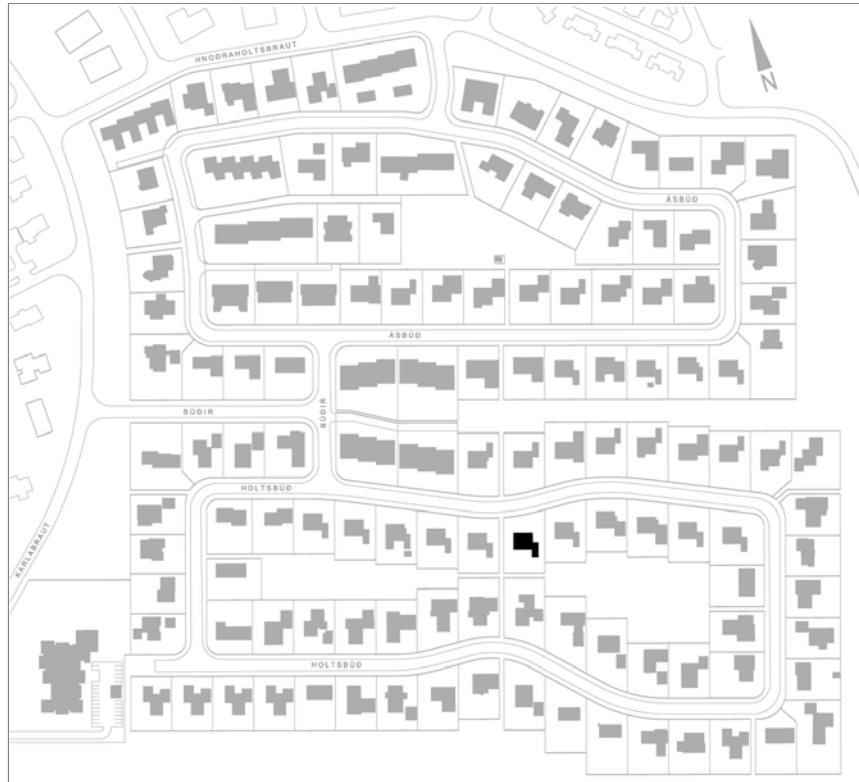 HNOÐRAHOLTSBRAUT
N
ÁSBÚÐ
ÁSBÚÐ
BÚÐIR
BÚÐIR
HOLTSBÚÐ
KARLABRAUT
HOLTSBÚÐ